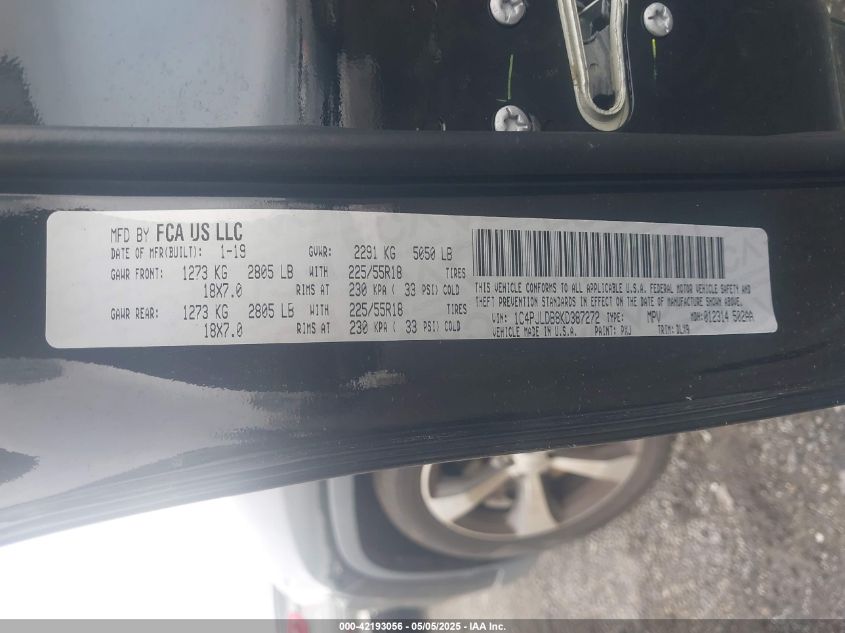 MFD BY FCA US LLC
DATE OF MFR(BUILT): 1-19 GVWR: 2291 KG 5050 LB
GAWR FRONT: 1273 KG 2805 LB WITH 225/55R18 TIRES
18X7.0 RIMS AT 230 KPA ( 33 PSI) COLD
GAWR REAR: 1273 KG 2805 LB WITH 225/55R18 TIRES
18X7.0 RIMS AT 230 KPA ( 33 PSI) COLD
THIS VEHICLE CONFORMS TO ALL APPLICABLE U.S.A. FEDERAL MOTOR VEHICLE SAFETY AND
THEFT PREVENTION STANDARDS IN EFFECT ON THE DATE OF MANUFACTURE SHOWN ABOVE.
VIN: 1C4PJLDB8KD387272 TYPE: MPV MDH: 012314 502AA
VEHICLE MADE IN U.S.A. PAINT: PXJ TRIM: DLX9
000-42193056 - 05/05/2025 - IAA Inc.